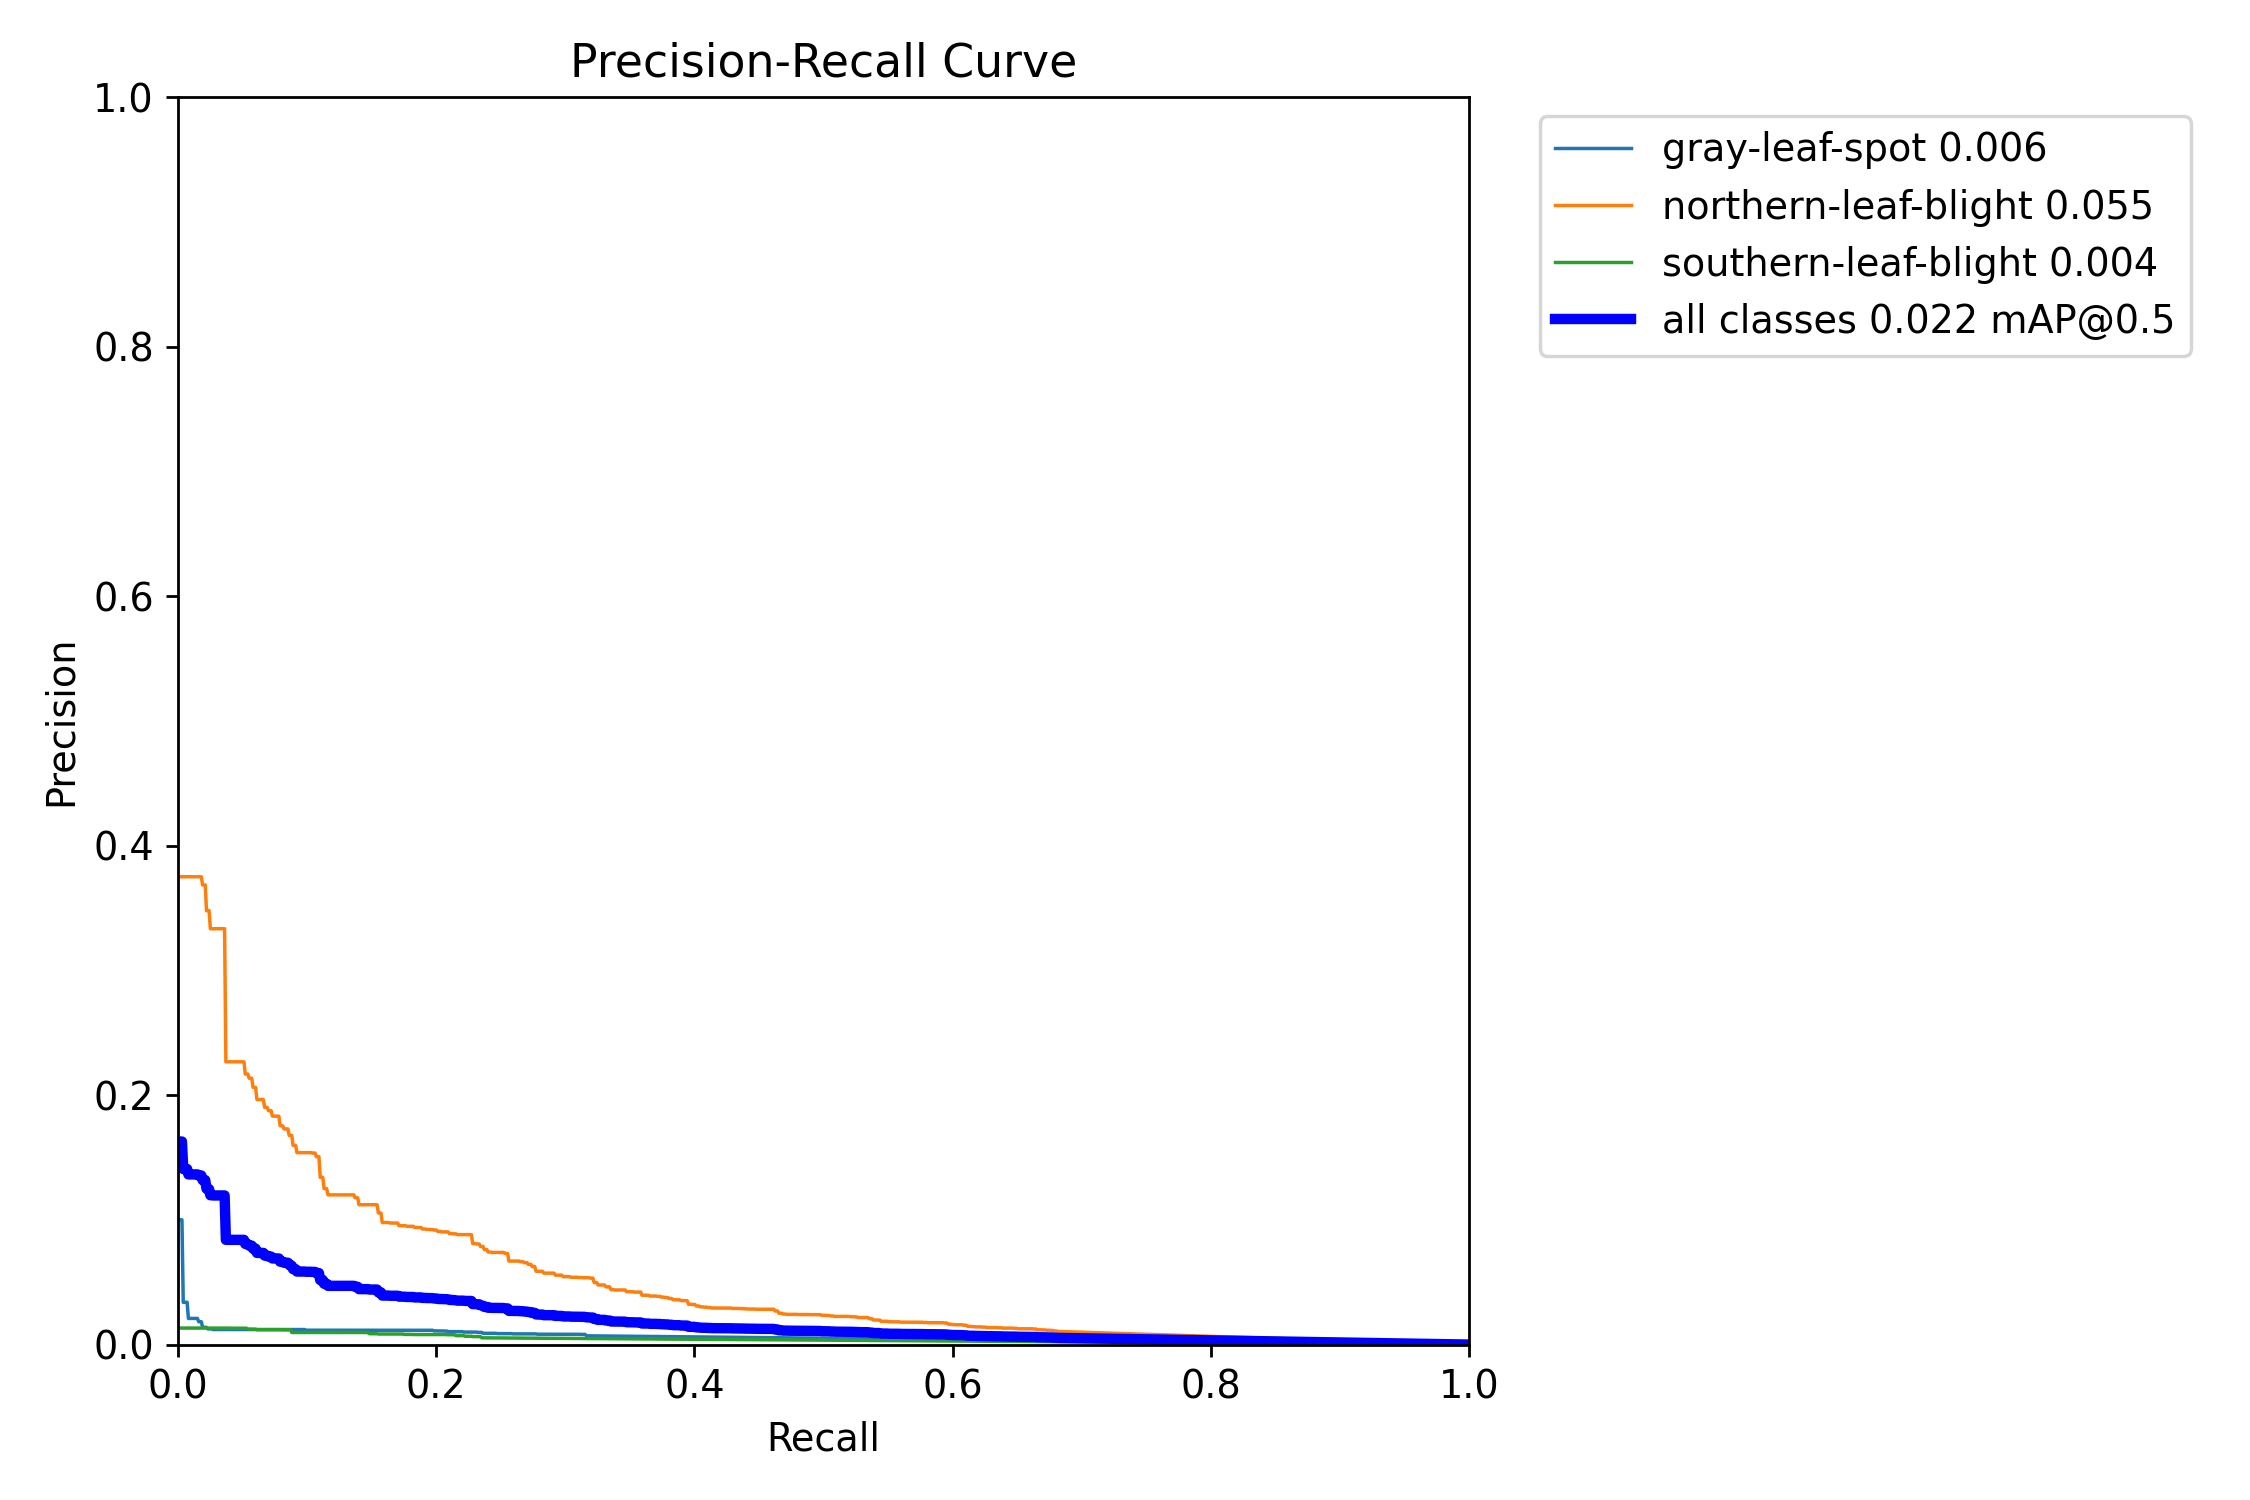 Precision-Recall Curve
1.0
0.8
0.6
0.4
0.2
0.0
Precision
0.0 0.2 0.4 0.6 0.8 1.0
Recall
gray-leaf-spot 0.006
northern-leaf-blight 0.055
southern-leaf-blight 0.004
all classes 0.022 mAP@0.5